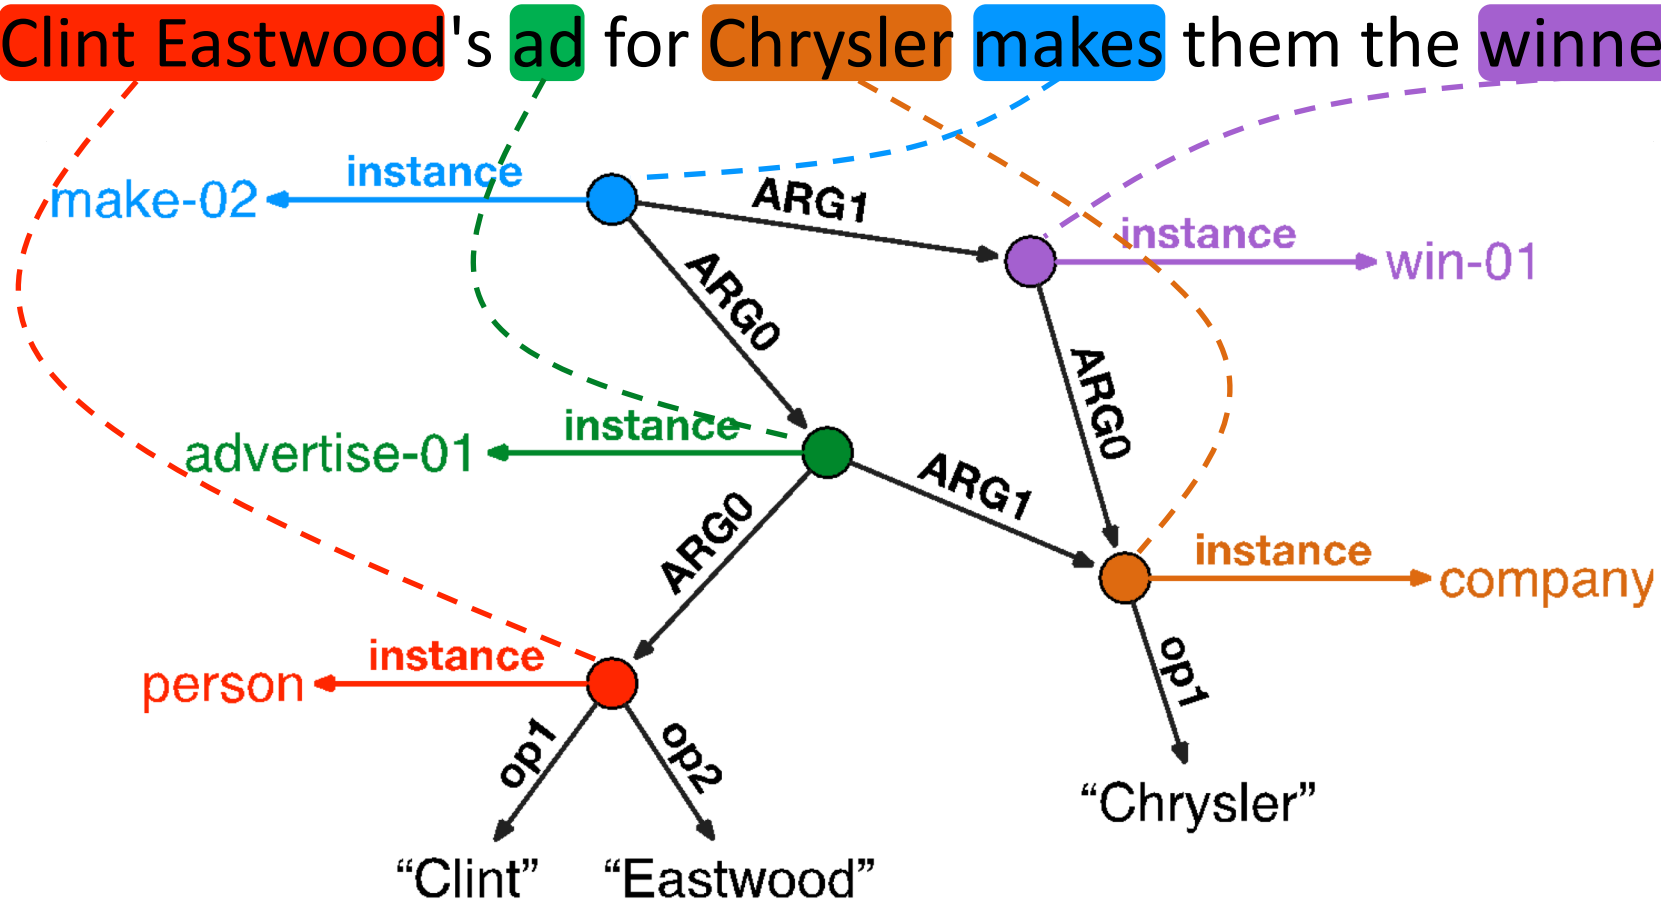 Clint Eastwood's ad for Chrysler makes them the winne
instance
make-02
ARG1
instance
win-01
ARG0
ARG0
instance
advertise-01
ARG1
ARG0
instance
company
instance
person
op1
op1
op2
“Chrysler”
“Clint” “Eastwood”